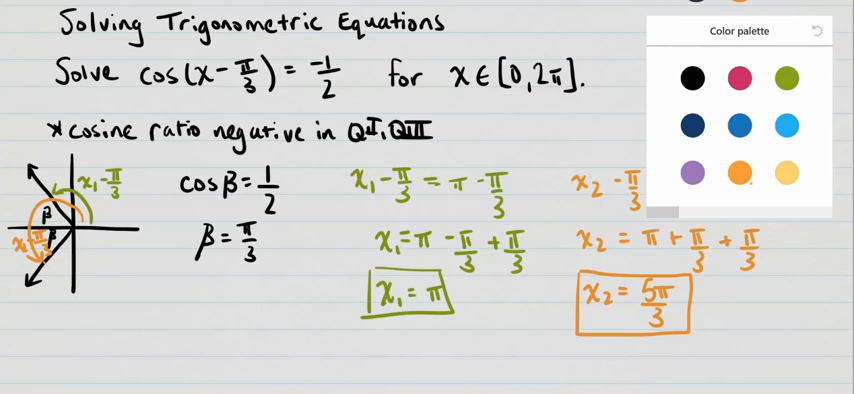 Solving Trigonometric Equations
Color palette
Solve cos(x - π/3) = -1/2 for x ∈ [0, 2π].
*cosine ratio negative in QII, QIII
x₁ - π/3
cos β = 1/2
x₁ - π/3 = π - π/3
x₂ - π/3
β
β
x₂ - π/3
β = π/3
x₁ = π - π/3 + π/3
x₂ = π + π/3 + π/3
x₁ = π
x₂ = 5π/3